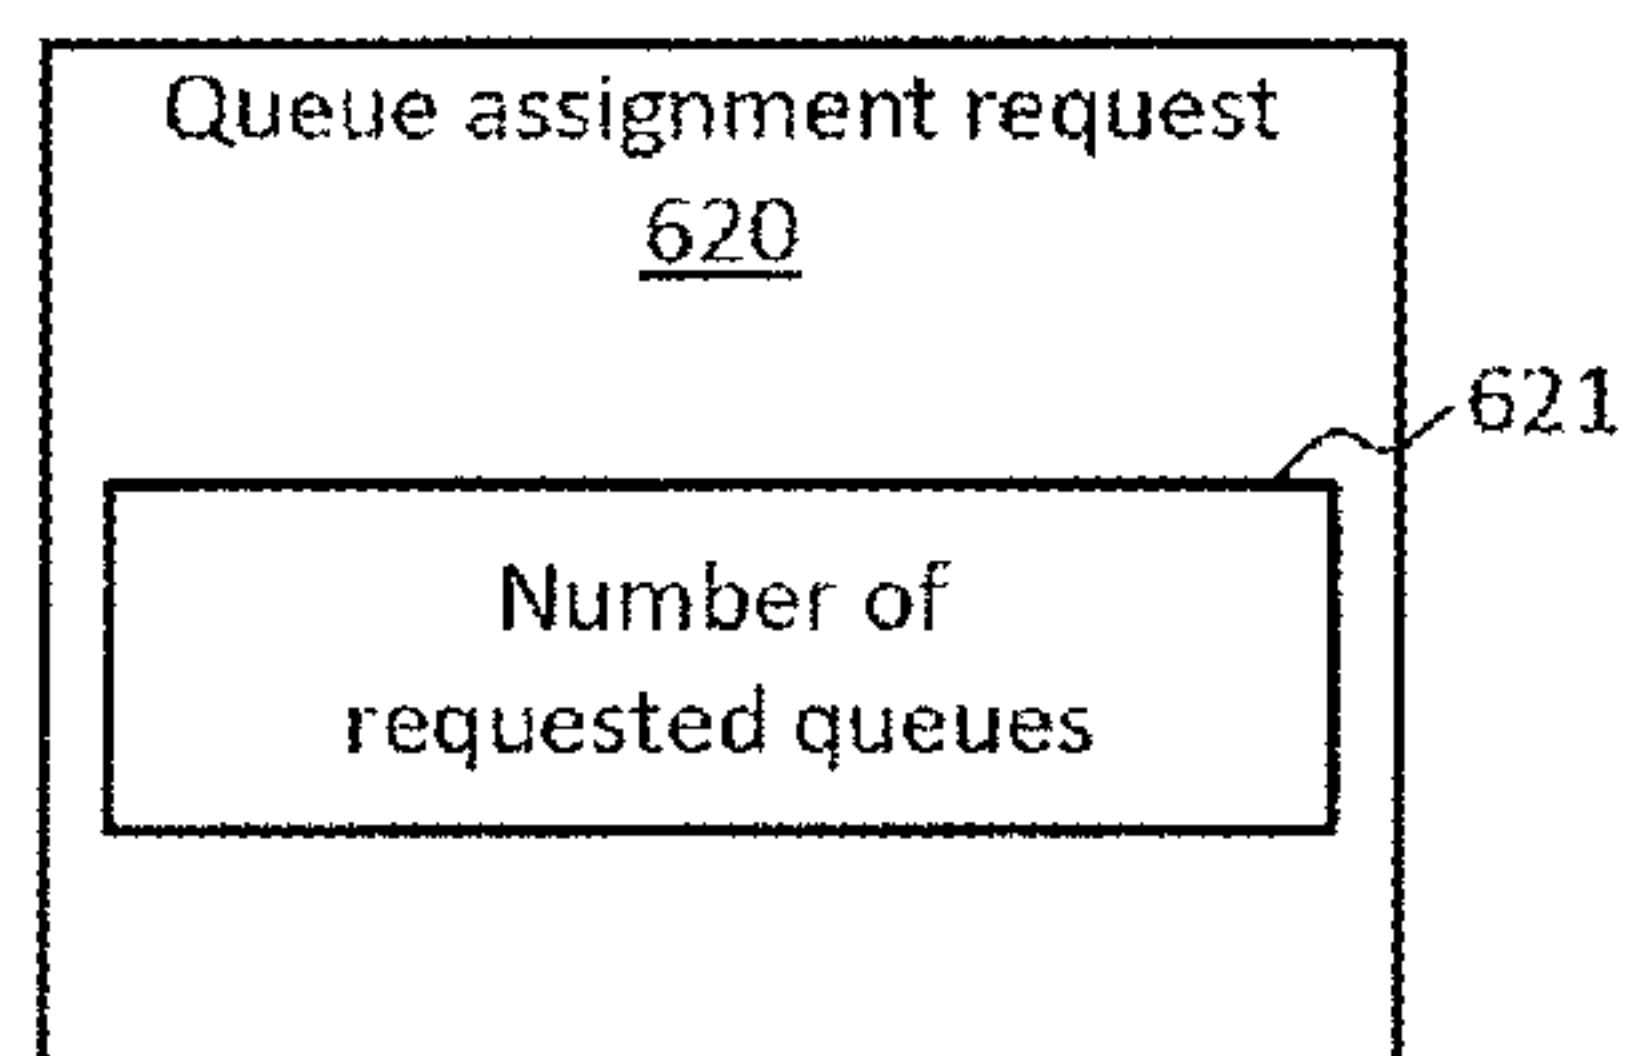 Queue assignment request
620
621
Number of
requested queues